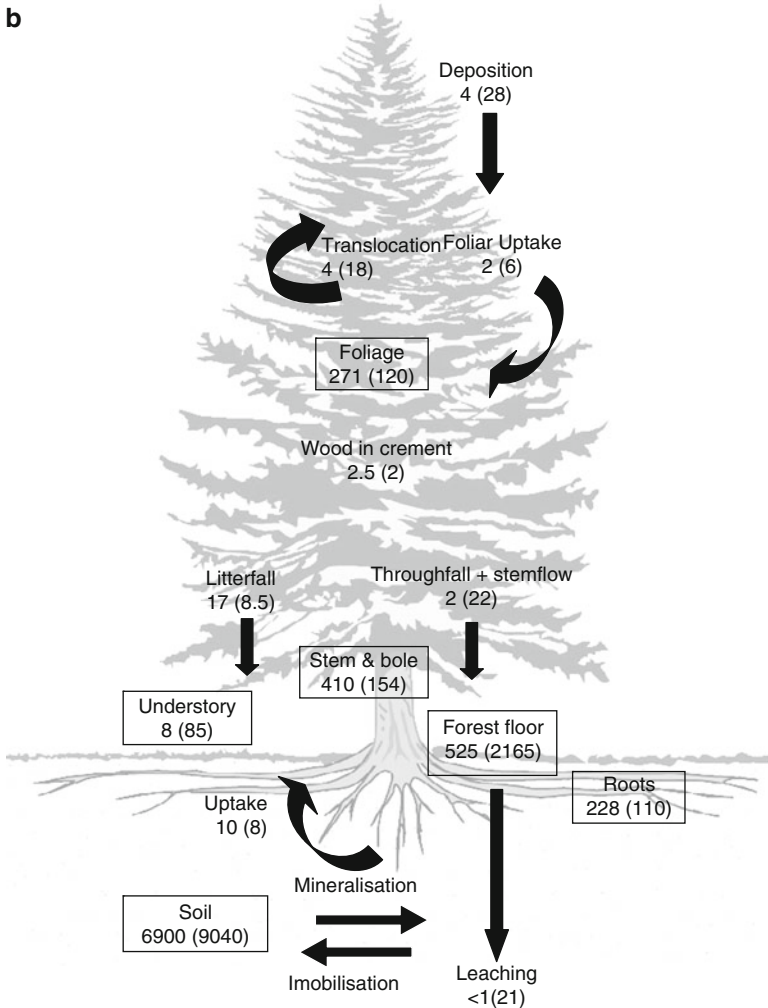 b
Deposition
4 (28)
Translocation
4 (18)
Foliar Uptake
2 (6)
Foliage
271 (120)
Wood in crement
2.5 (2)
Litterfall
17 (8.5)
Throughfall + stemflow
2 (22)
Stem & bole
410 (154)
Understory
8 (85)
Forest floor
525 (2165)
Roots
228 (110)
Uptake
10 (8)
Mineralisation
Soil
6900 (9040)
Imobilisation
Leaching
<1(21)